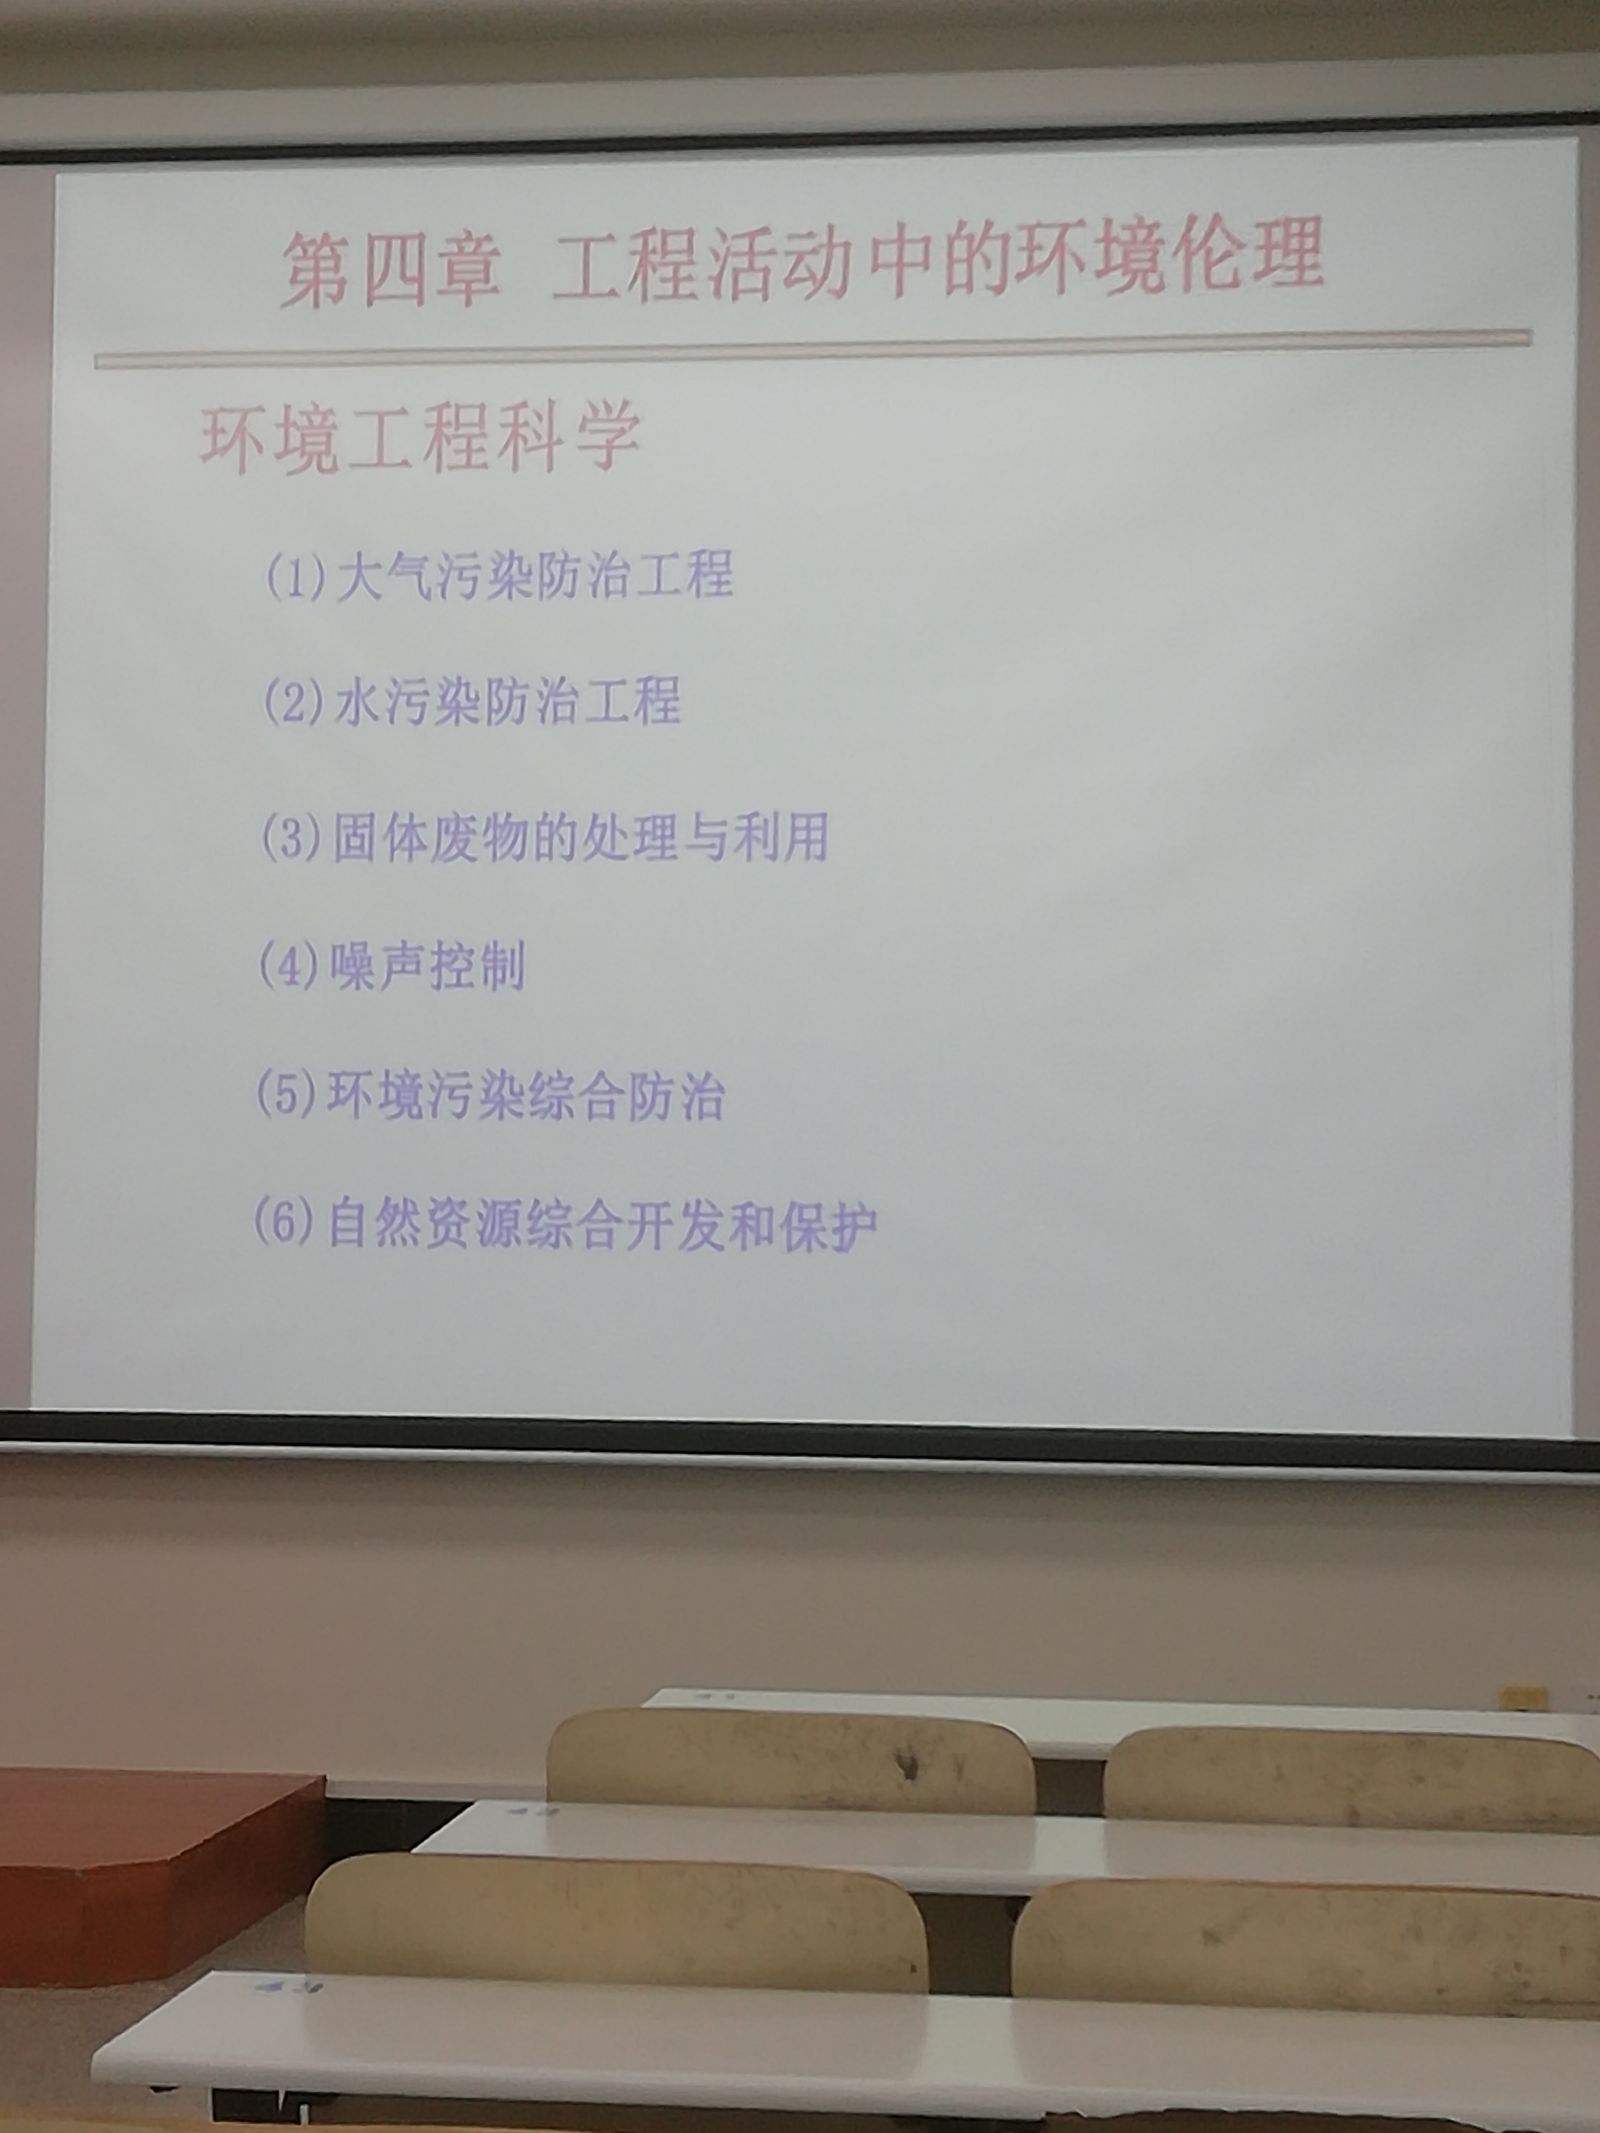 第四章 工程活动中的环境伦理
环境工程科学
(1)大气污染防治工程
(2)水污染防治工程
(3)固体废物的处理与利用
(4)噪声控制
(5)环境污染综合防治
(6)自然资源综合开发和保护